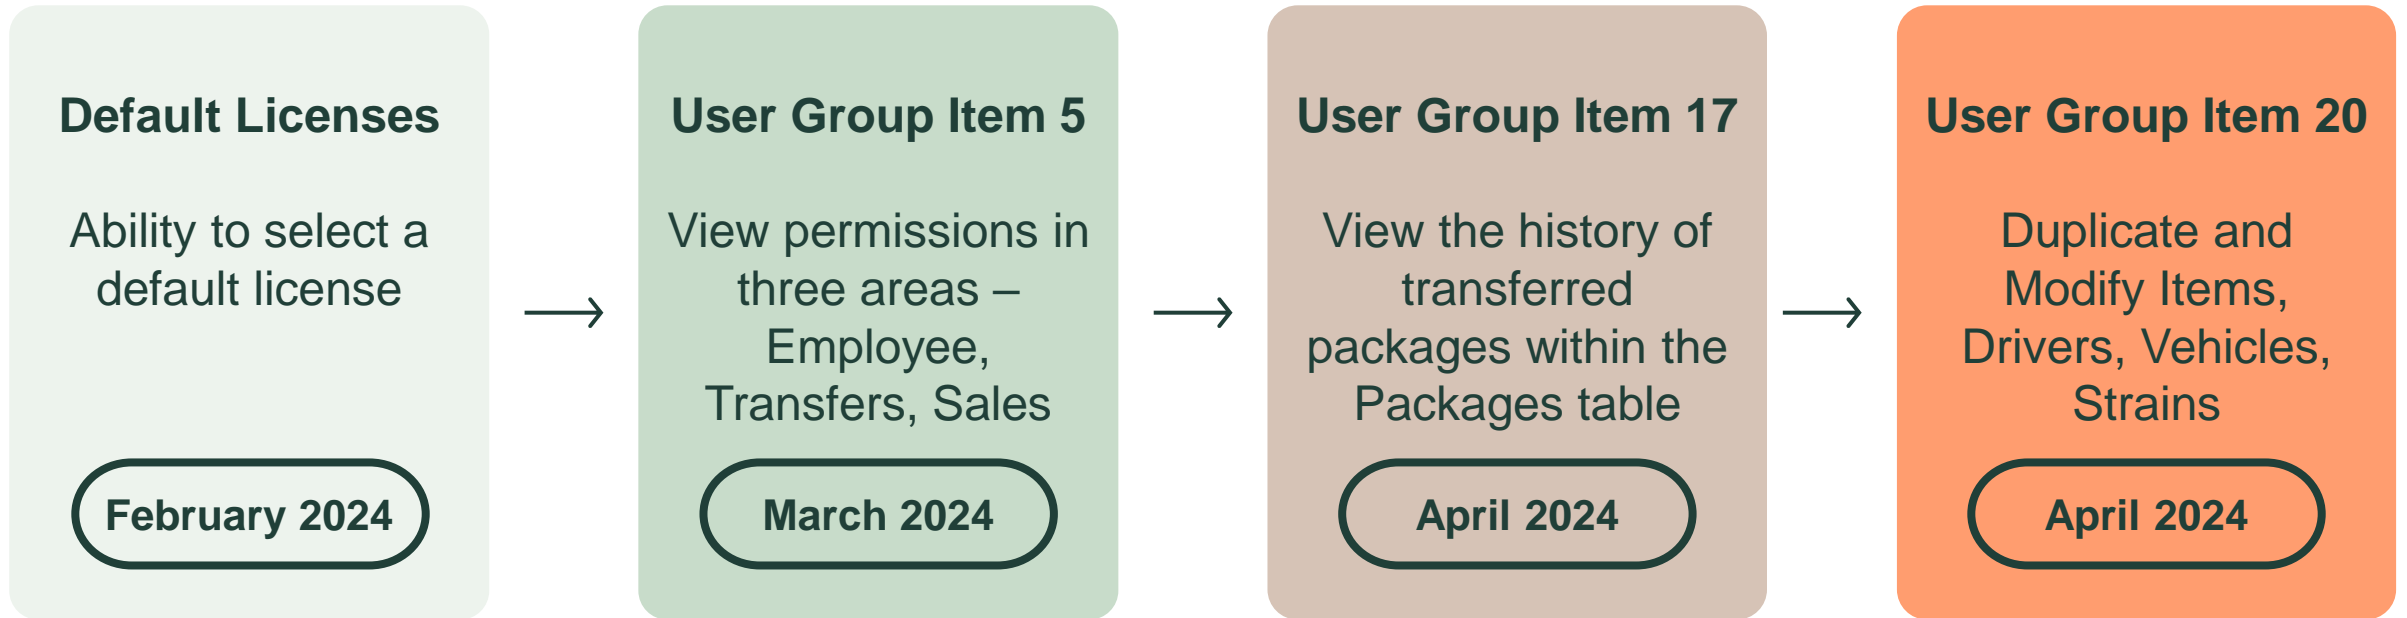 Default Licenses
Ability to select a
default license
February 2024
User Group Item 5
View permissions in
three areas –
Employee,
Transfers, Sales
March 2024
User Group Item 17
View the history of
transferred
packages within the
Packages table
April 2024
User Group Item 20
Duplicate and
Modify Items,
Drivers, Vehicles,
Strains
April 2024